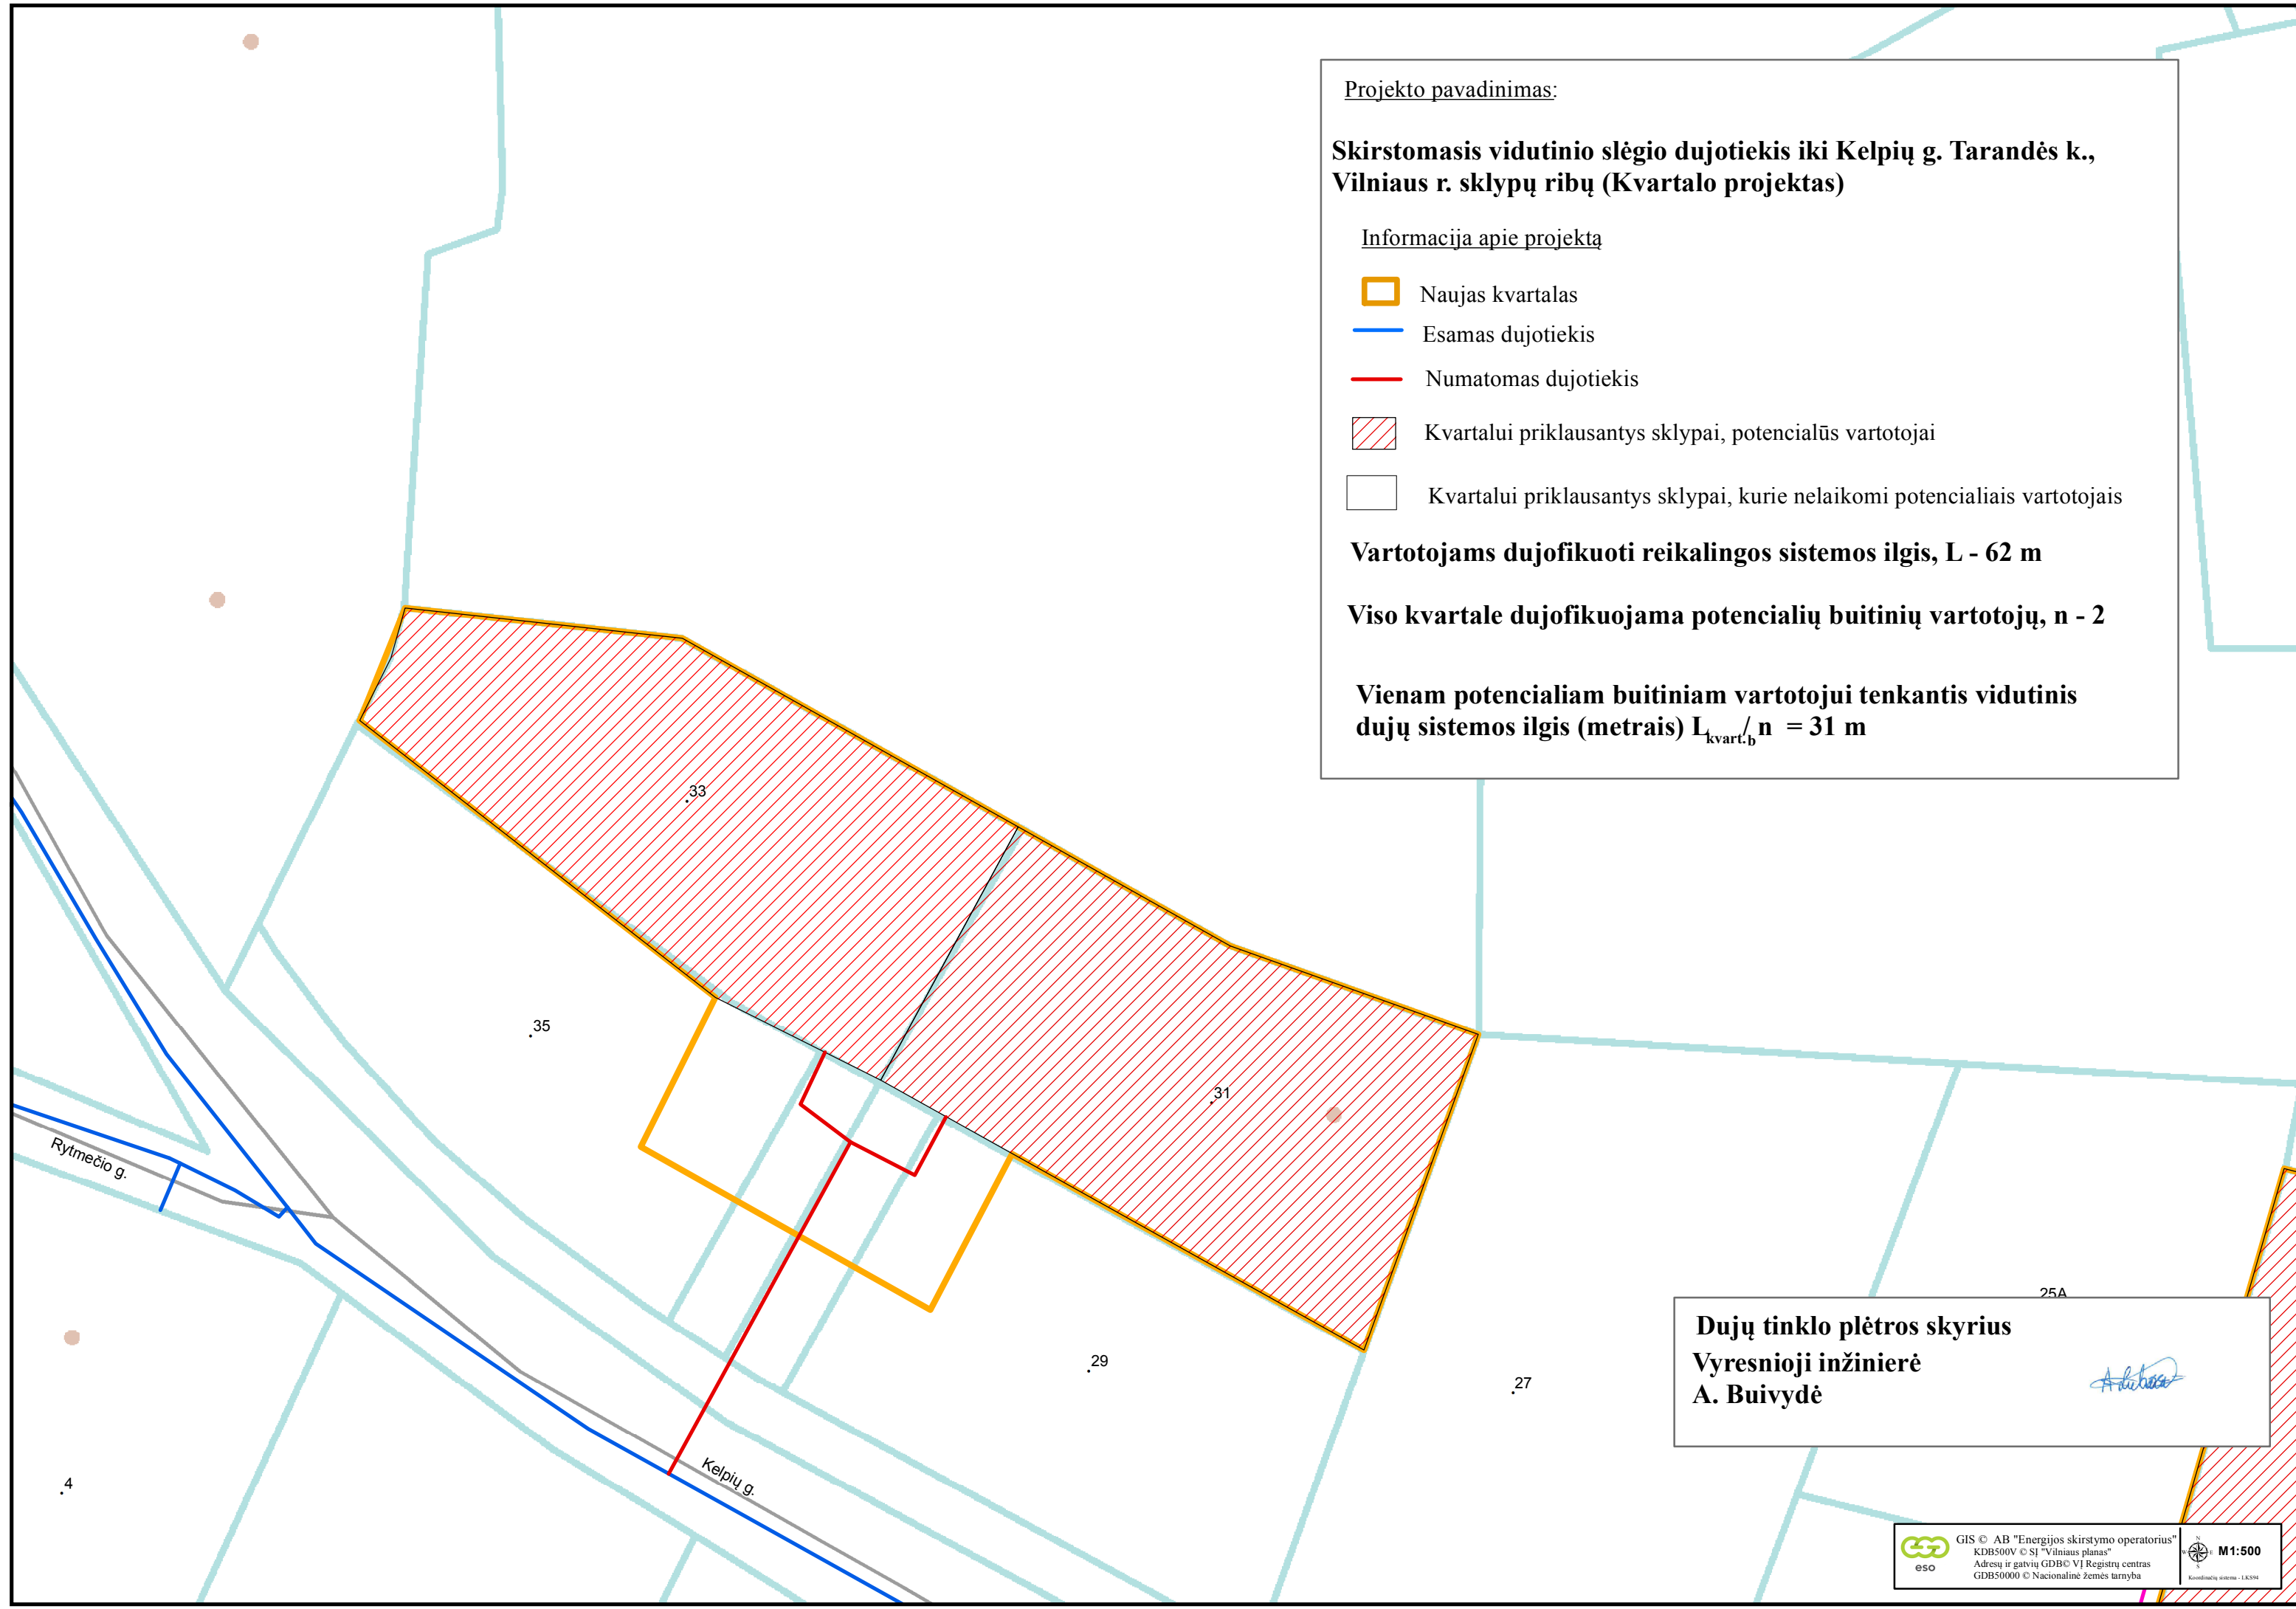 Projekto pavadinimas:
Skirstomasis vidutinio slėgio dujotiekis iki Kelpių g. Tarandės k.,
Vilniaus r. sklypų ribų (Kvartalo projektas)
Informacija apie projektą
Naujas kvartalas
Esamas dujotiekis
Numatomas dujotiekis
Kvartalui priklausantys sklypai, potencialūs vartotojai
Kvartalui priklausantys sklypai, kurie nelaikomi potencialiais vartotojais
Vartotojams dujofikuoti reikalingos sistemos ilgis, L - 62 m
Viso kvartale dujofikuojama potencialių buitinių vartotojų, n - 2
Vienam potencialiam buitiniam vartotojui tenkantis vidutinis
dujų sistemos ilgis (metrais) L kvart. / b n = 31 m
33
35
31
Rytmečio g.
29
27
25A
4
Kelpių g.
Dujų tinklo plėtros skyrius
Vyresnioji inžinierė
A. Buivydė
eso
GIS © AB "Energijos skirstymo operatorius"
KDB500V © SĮ "Vilniaus planas"
Adresų ir gatvių GDB© VĮ Registrų centras
GDB50000 © Nacionalinė žemės tarnyba
N
W
E
S
M1:500
Koordinačių sistema - LKS94